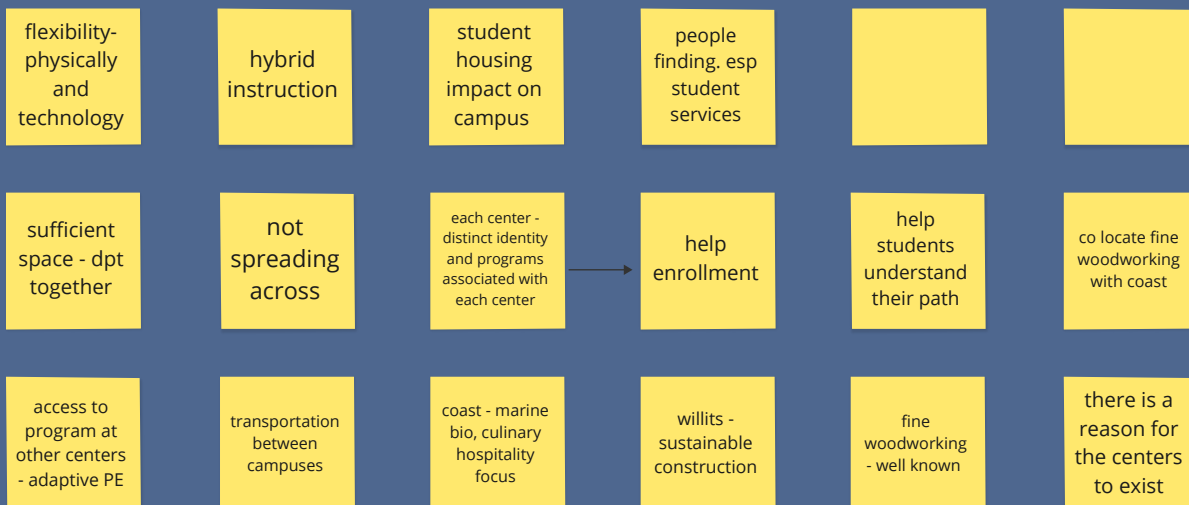 flexibility-
physically
and
technology
hybrid
instruction
student
housing
impact on
campus
people
finding. esp
student
services
sufficient
space - dpt
together
not
spreading
across
each center -
distinct identity
and programs
associated with
each center
help
enrollment
help
students
understand
their path
co locate fine
woodworking
with coast
access to
program at
other centers
- adaptive PE
transportation
between
campuses
coast - marine
bio, culinary
hospitality
focus
willits -
sustainable
construction
fine
woodworking
- well known
there is a
reason for
the centers
to exist